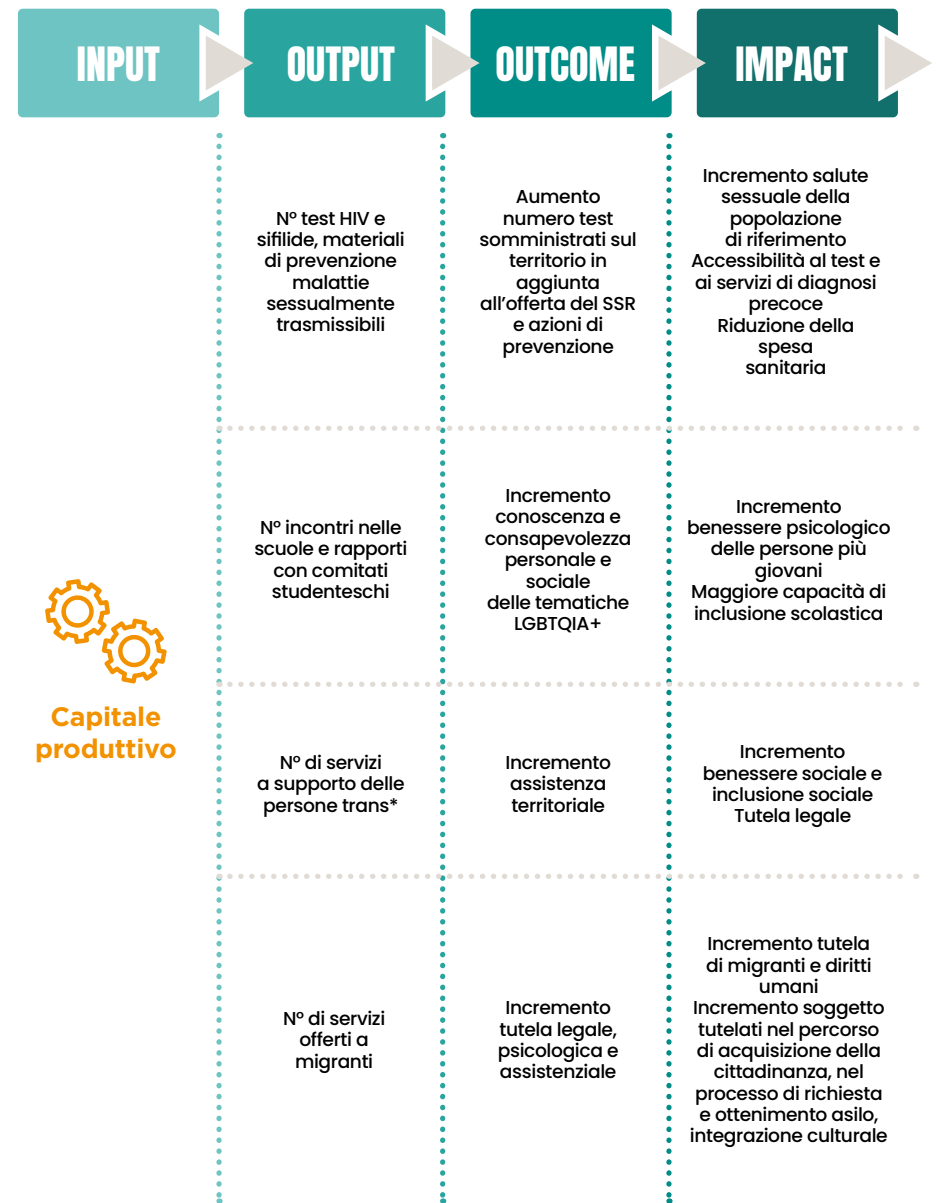 INPUT
OUTPUT
OUTCOME
IMPACT
Capitale
produttivo
N° test HIV e
sifilide, materiali
di prevenzione
malattie
sessualmente
trasmissibili
Aumento
numero test
somministrati sul
territorio in
aggiunta
all’offerta del SSR
e azioni di
prevenzione
Incremento salute
sessuale della
popolazione
di riferimento
Accessibilità al test e
ai servizi di diagnosi
precoce
Riduzione della
spesa
sanitaria
N° incontri nelle
scuole e rapporti
con comitati
studenteschi
Incremento
conoscenza e
consapevolezza
personale e
sociale
delle tematiche
LGBTQIA+
Incremento
benessere psicologico
delle persone più
giovani
Maggiore capacità di
inclusione scolastica
N° di servizi
a supporto delle
persone trans*
Incremento
assistenza
territoriale
Incremento
benessere sociale e
inclusione sociale
Tutela legale
N° di servizi
offerti a
migranti
Incremento
tutela legale,
psicologica e
assistenziale
Incremento tutela
di migranti e diritti
umani
Incremento soggetto
tutelati nel percorso
di acquisizione della
cittadinanza, nel
processo di richiesta
e ottenimento asilo,
integrazione culturale